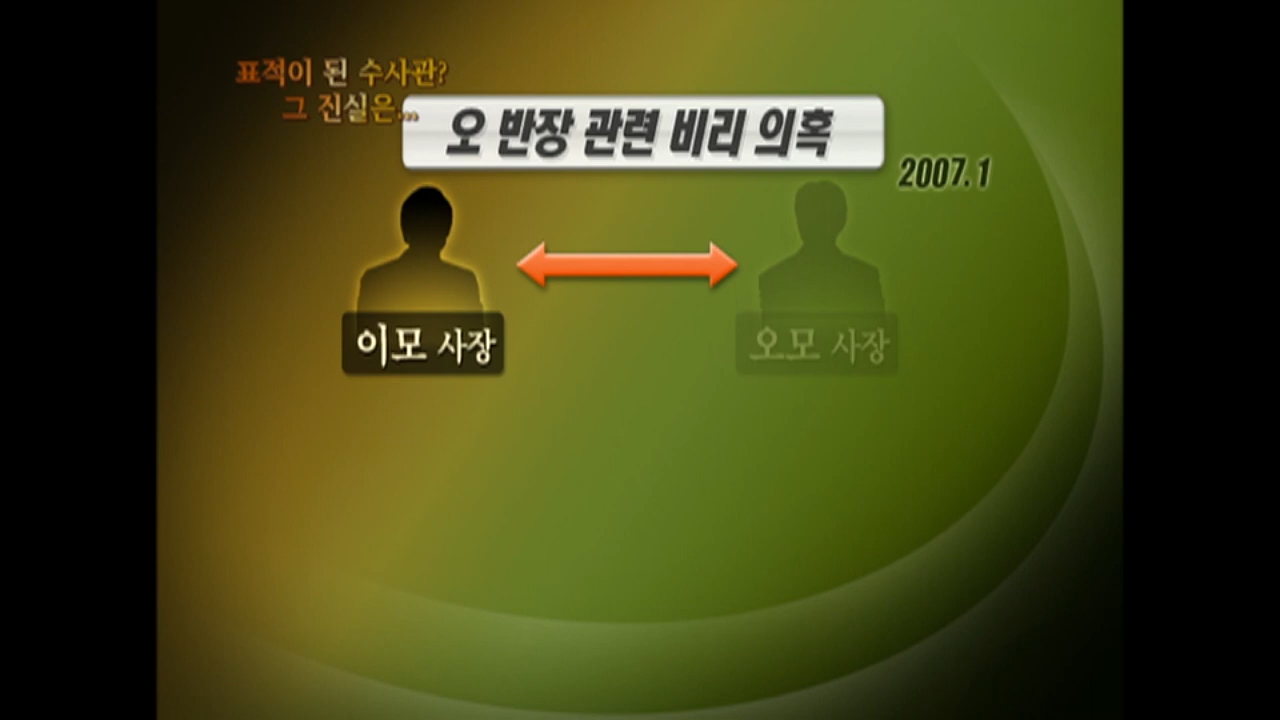 표적이 된 수사관?
그 진실은...
오 반장 관련 비리 의혹
2007.1
이모 사장
오모 사장